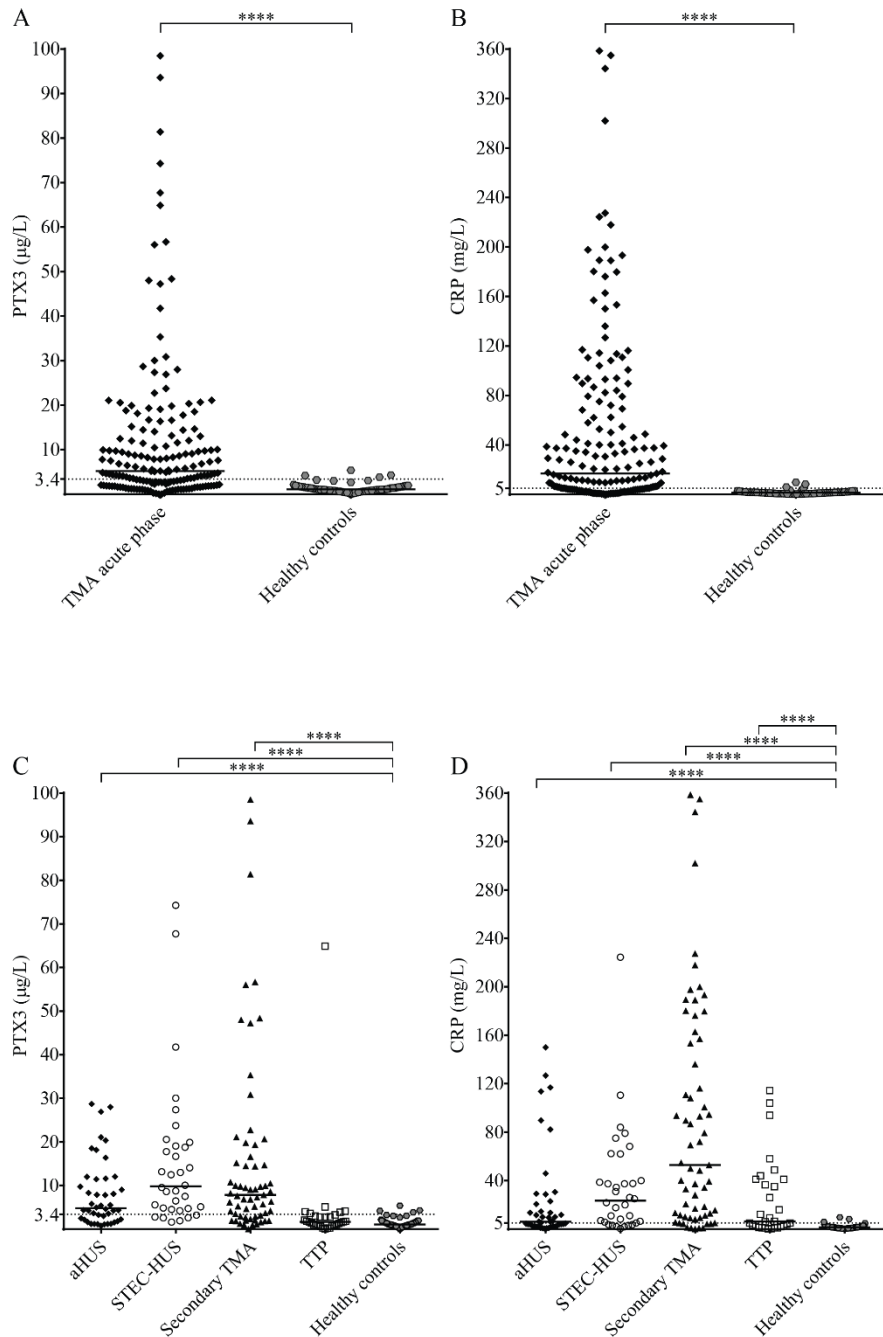 A
****
100
90
80
70
60
50
40
30
20
10
3.4
PTX3 (µg/L)
TMA acute phase
Healthy controls
B
****
360
320
280
240
200
160
120
80
40
5
CRP (mg/L)
TMA acute phase
Healthy controls
C
****
****
****
100
90
80
70
60
50
40
30
20
10
3.4
PTX3 (µg/L)
aHUS
STEC-HUS
Secondary TMA
TTP
Healthy controls
D
****
****
****
****
360
320
280
240
200
160
120
80
40
5
CRP (mg/L)
aHUS
STEC-HUS
Secondary TMA
TTP
Healthy controls